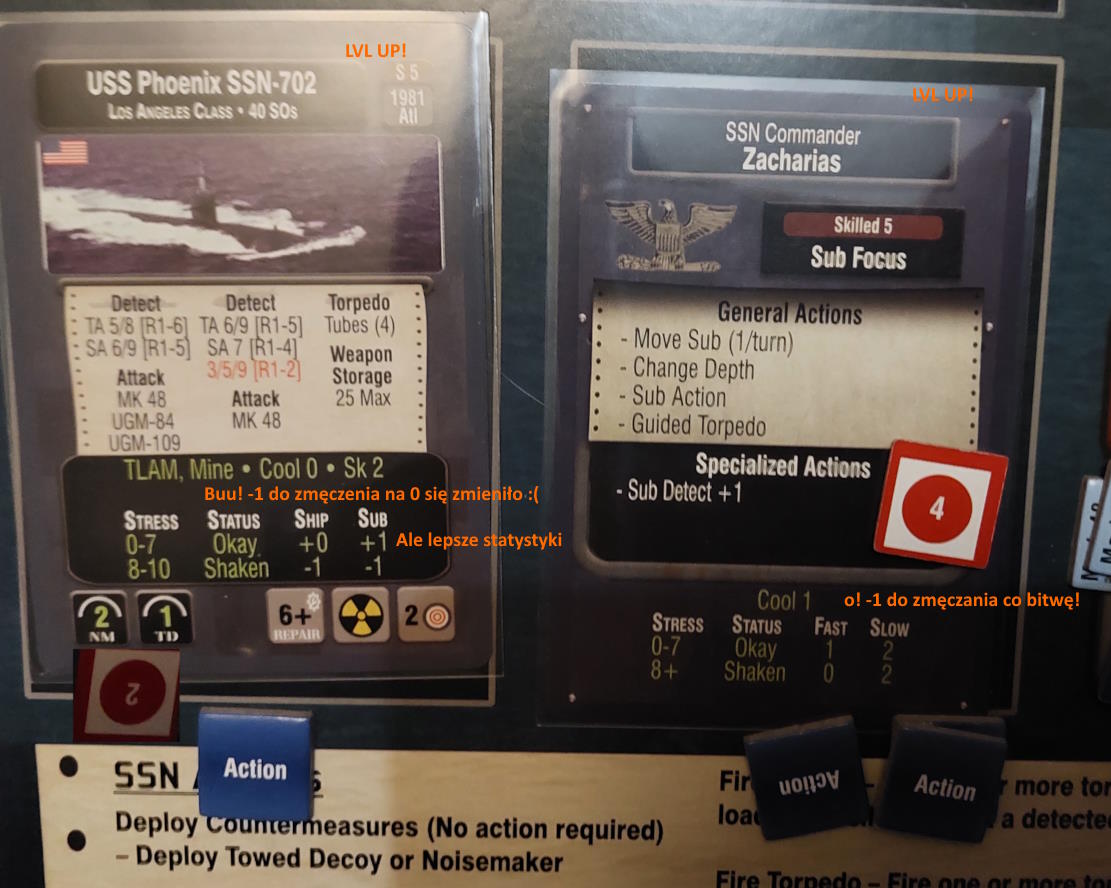 LVL UP!
USS Phoenix SSN-702
S 5
LOS ANGELES CLASS • 40 SOs
1981
All
Detect
Detect
Torpedo
TA 5/8 [R1-6]
TA 6/9 [R1-5]
Tubes (4)
SA 6/9 [R1-5]
SA 7 [R1-4]
Weapon
3/5/9 [R1-2]
Storage
Attack
25 Max
MK 48
Attack
UGM-84
MK 48
UGM-109
TLAM, Mine • Cool 0 • Sk 2
Buu! -1 do zmęczenia na 0 się zmieniło :(
STRESS STATUS SHIP SUB
0-7 Okay +0 +1
Ale lepsze statystyki
8-10 Shaken -1 -1
2
NM
1
TD
6+
REPAIR
2
2
LVL UP!
SSN Commander
Zacharias
Skilled 5
Sub Focus
General Actions
- Move Sub (1/turn)
- Change Depth
- Sub Action
- Guided Torpedo
Specialized Actions
- Sub Detect +1
4
Cool 1
o! -1 do zmęczania co bitwę!
STRESS STATUS FAST SLOW
0-7 Okay 1 2
8+ Shaken 0 2
SSN
Action
Deploy Countermeasures (No action required)
– Deploy Towed Decoy or Noisemaker
Action
Action
r more
a detected
Fire Torpedo – Fire one or more